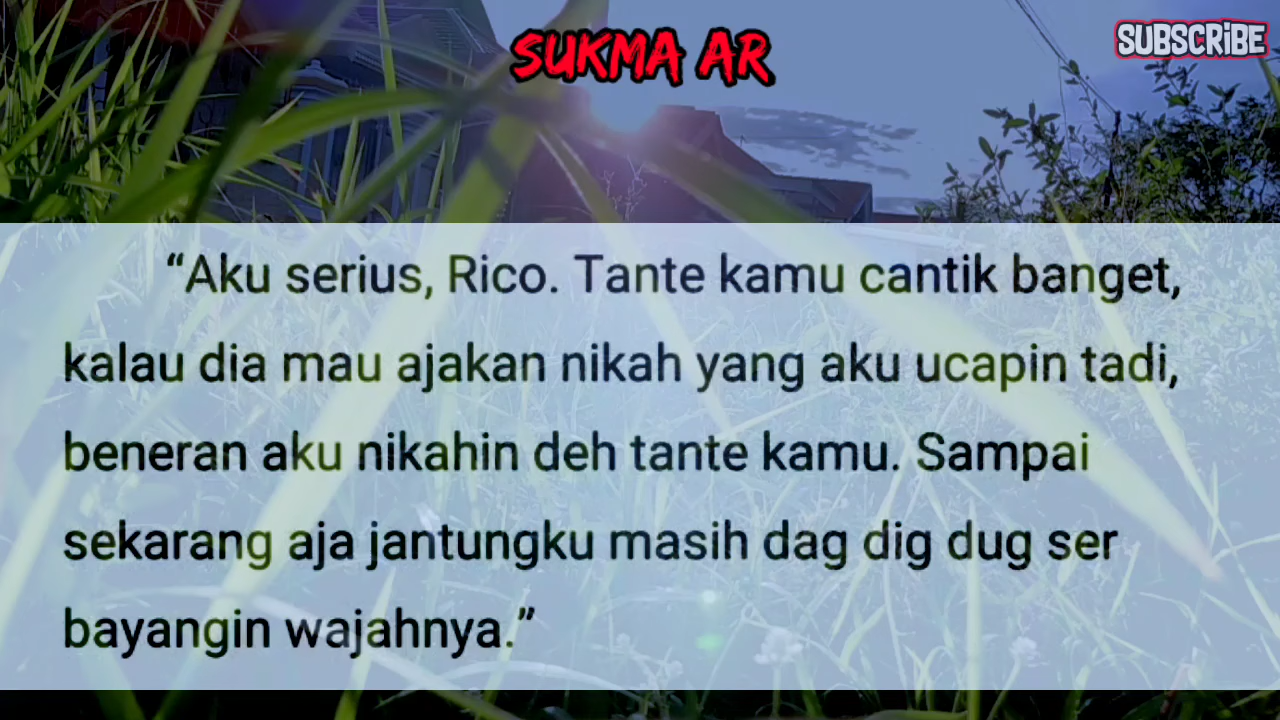 SUKMA AR
SUBSCRIBE
“Aku serius, Rico. Tante kamu cantik banget,
kalau dia mau ajakan nikah yang aku ucapin tadi,
beneran aku nikahin deh tante kamu. Sampai
sekarang aja jantungku masih dag dig dug ser
bayangin wajahnya.”